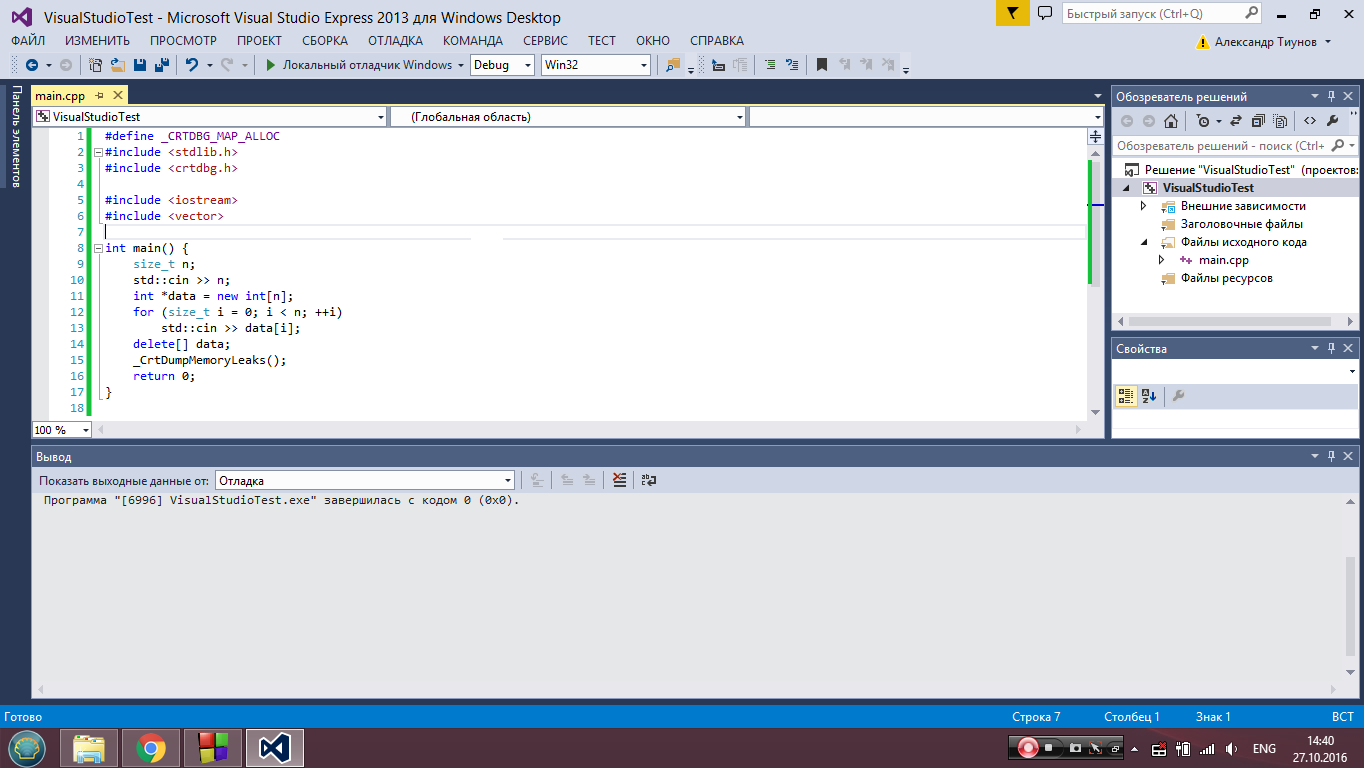 VisualStudioTest - Microsoft Visual Studio Express 2013 для Windows Desktop
Быстрый запуск (Ctrl+Q)
ФАЙЛ ИЗМЕНИТЬ ПРОСМОТР ПРОЕКТ СБОРКА ОТЛАДКА КОМАНДА СЕРВИС ТЕСТ ОКНО СПРАВКА
Александр Тиунов
Локальный отладчик Windows Debug Win32
Панель элементов
main.cpp
VisualStudioTest (Глобальная область)
1 #define _CRTDBG_MAP_ALLOC
2 #include <stdlib.h>
3 #include <crtdbg.h>
4
5 #include <iostream>
6 #include <vector>
7
8 int main() {
9 size_t n;
10 std::cin >> n;
11 int *data = new int[n];
12 for (size_t i = 0; i < n; ++i)
13 std::cin >> data[i];
14 delete[] data;
15 _CrtDumpMemoryLeaks();
16 return 0;
17 }
18
100 %
Обозреватель решений
Обозреватель решений - поиск (Ctrl+
Решение "VisualStudioTest" (проектов:
VisualStudioTest
Внешние зависимости
Заголовочные файлы
Файлы исходного кода
main.cpp
Файлы ресурсов
Свойства
Вывод
Показать выходные данные от: Отладка
Программа "[6996] VisualStudioTest.exe" завершилась с кодом 0 (0x0).
Готово Строка 7 Столбец 1 Знак 1 ВСТ
ENG
14:40
27.10.2016